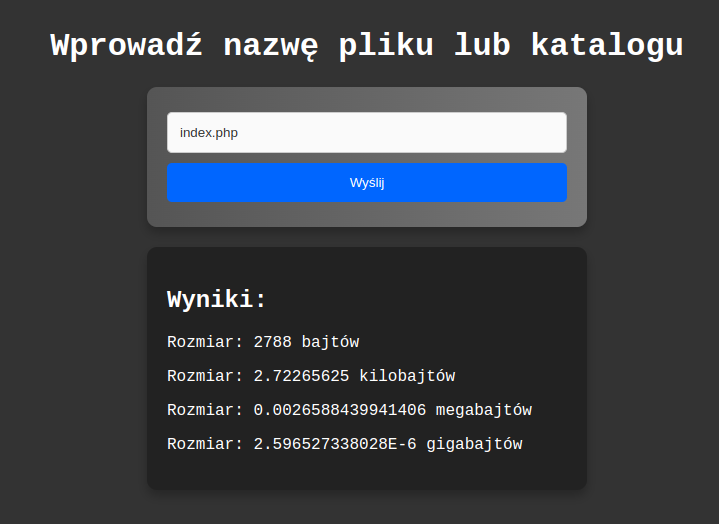 Wprowadź nazwę pliku lub katalogu
index.php
Wyślij
Wyniki:
Rozmiar: 2788 bajtów
Rozmiar: 2.72265625 kilobajtów
Rozmiar: 0.0026588439941406 megabajtów
Rozmiar: 2.596527338028E-6 gigabajtów